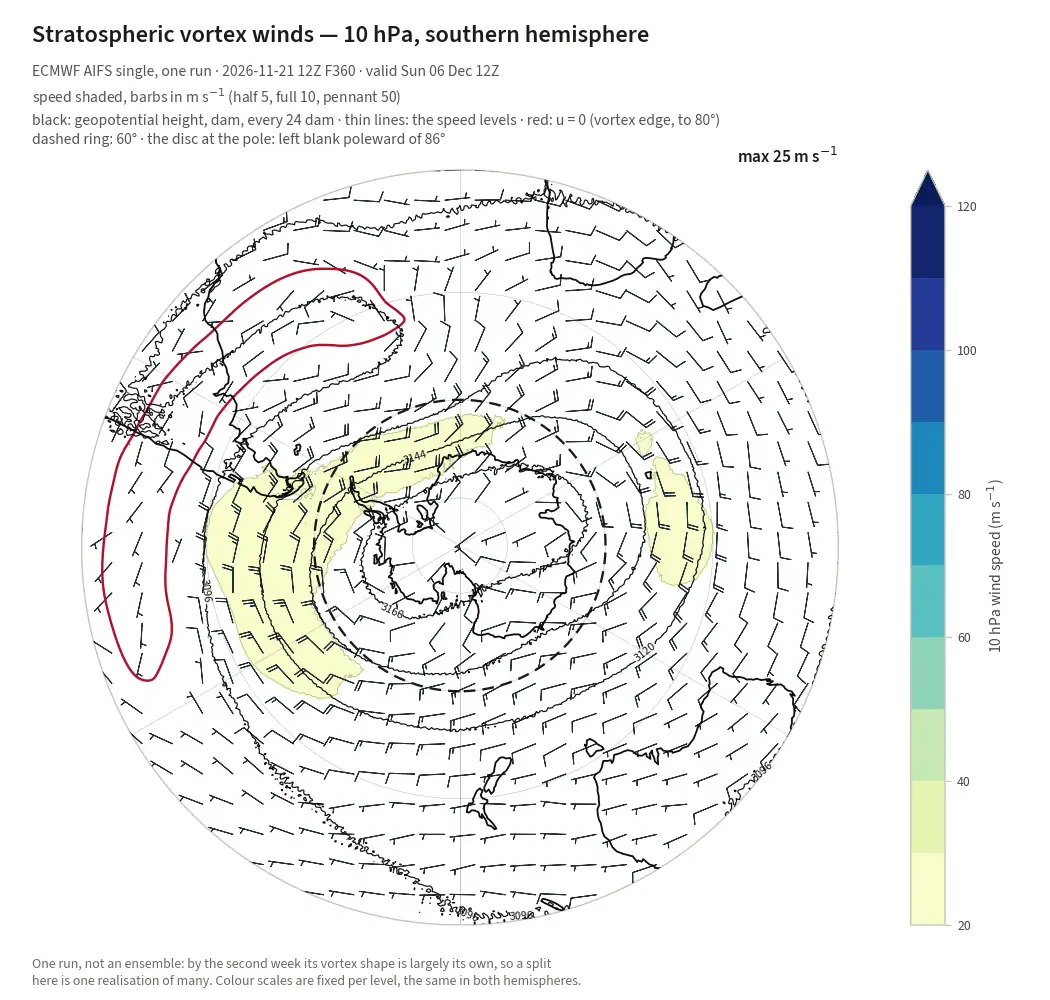 Stratospheric vortex winds — 10 hPa, southern hemisphere
ECMWF AIFS single, one run · 2026-11-21 12Z F360 · valid Sun 06 Dec 12Z
speed shaded, barbs in m s⁻¹ (half 5, full 10, pennant 50)
black: geopotential height, dam, every 24 dam · thin lines: the speed levels · red: u = 0 (vortex edge, to 80°)
dashed ring: 60° · the disc at the pole: left blank poleward of 86°
max 25 m s⁻¹
120
100
80
60
40
20
10 hPa wind speed (m s⁻¹)
3144
3096
3160
3120
3096
3096
One run, not an ensemble: by the second week its vortex shape is largely its own, so a split
here is one realisation of many. Colour scales are fixed per level, the same in both hemispheres.